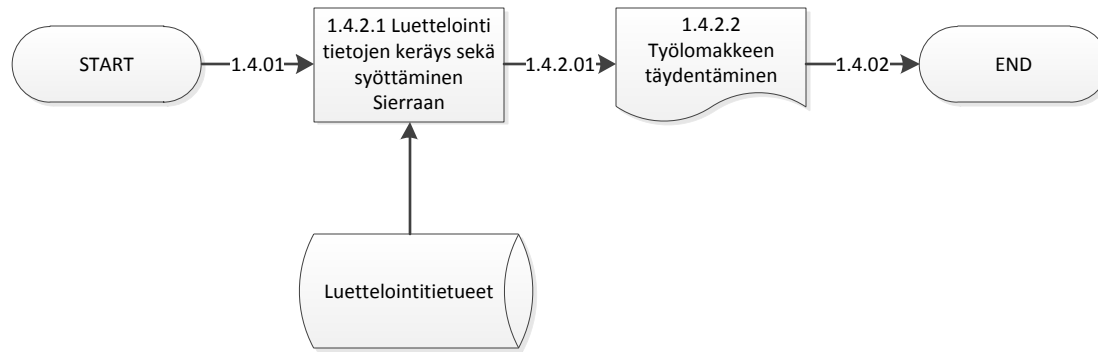 START
1.4.01
1.4.2.1 Luettelointi
tietojen keräys sekä
syöttäminen
Sierraan
1.4.2.01
1.4.2.2
Työlomakkeen
täydentäminen
1.4.02
END
Luettelointitietueet